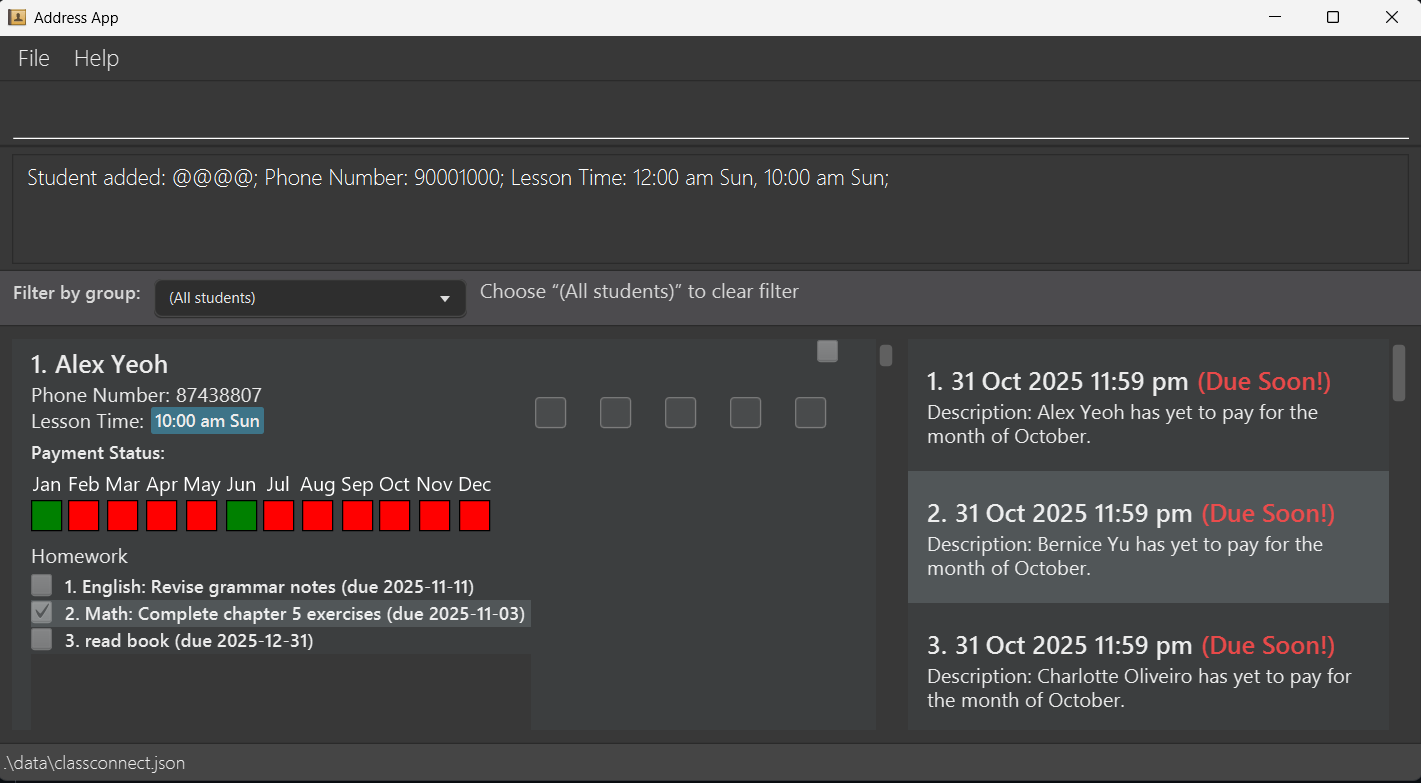 Address App
File Help
Student added: @@@@; Phone Number: 90001000; Lesson Time: 12:00 am Sun, 10:00 am Sun;
Filter by group: (All students) Choose “(All students)” to clear filter
1. Alex Yeoh
Phone Number: 87438807
Lesson Time: 10:00 am Sun
Payment Status:
Jan Feb Mar Apr May Jun Jul Aug Sep Oct Nov Dec
Homework
1. English: Revise grammar notes (due 2025-11-11)
2. Math: Complete chapter 5 exercises (due 2025-11-03)
3. read book (due 2025-12-31)
1. 31 Oct 2025 11:59 pm (Due Soon!)
Description: Alex Yeoh has yet to pay for the
month of October.
2. 31 Oct 2025 11:59 pm (Due Soon!)
Description: Bernice Yu has yet to pay for the
month of October.
3. 31 Oct 2025 11:59 pm (Due Soon!)
Description: Charlotte Oliveiro has yet to pay for
the month of October.
.\data\classconnect.json